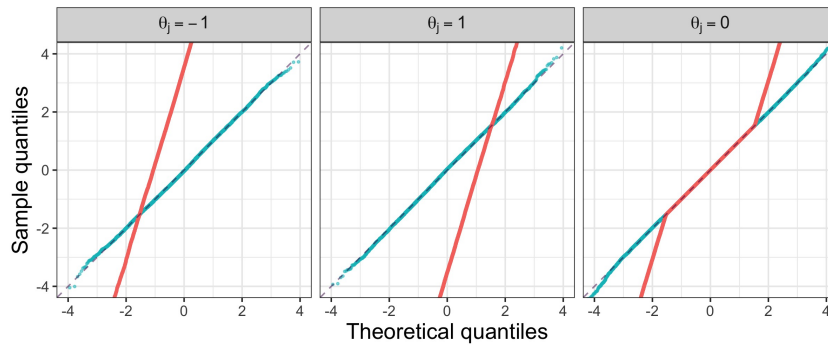 θj = − 1
θj = 1
θj = 0
Sample quantiles
4
2
0
-2
-4
-4 -2 0 2 4
-4 -2 0 2 4
-4 -2 0 2 4
Theoretical quantiles